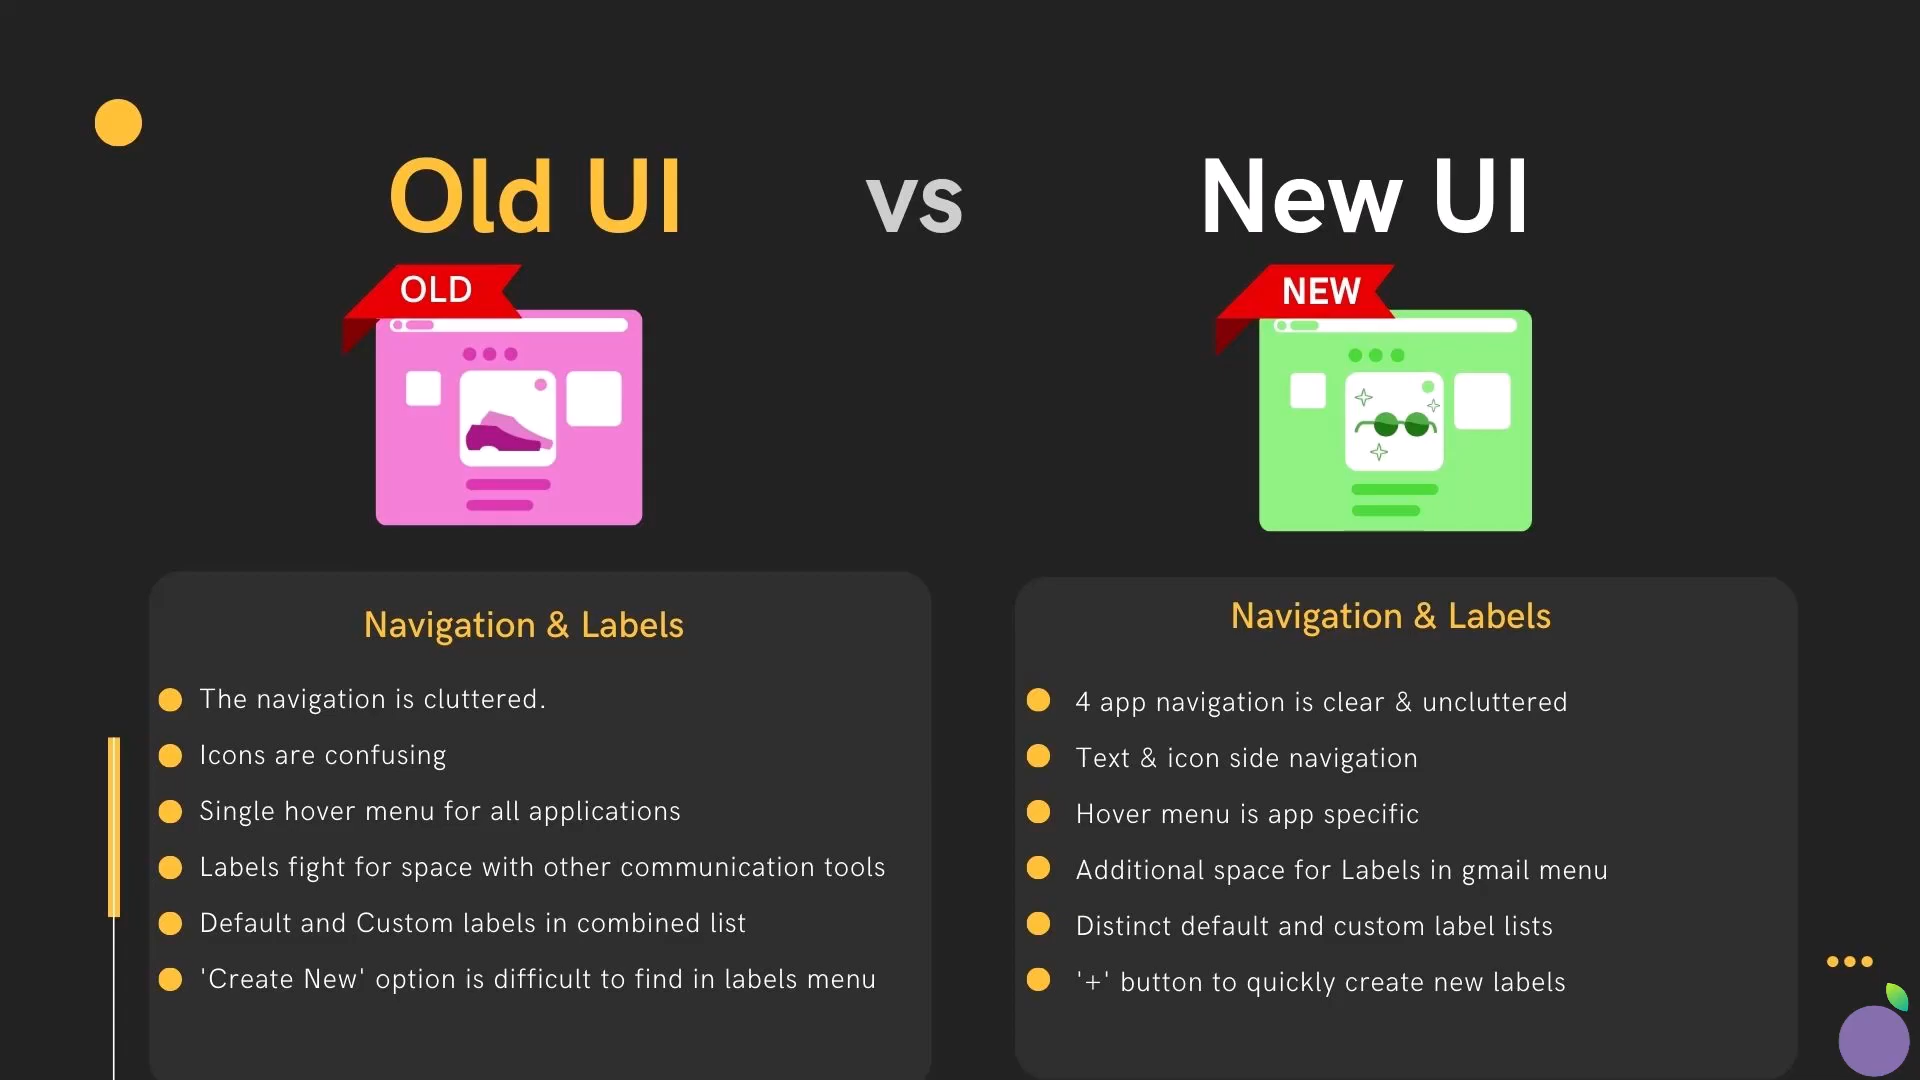 Old UI
vs
New UI
OLD
NEW
Navigation & Labels
The navigation is cluttered.
Icons are confusing
Single hover menu for all applications
Labels fight for space with other communication tools
Default and Custom labels in combined list
'Create New' option is difficult to find in labels menu
Navigation & Labels
4 app navigation is clear & uncluttered
Text & icon side navigation
Hover menu is app specific
Additional space for Labels in gmail menu
Distinct default and custom label lists
'+' button to quickly create new labels